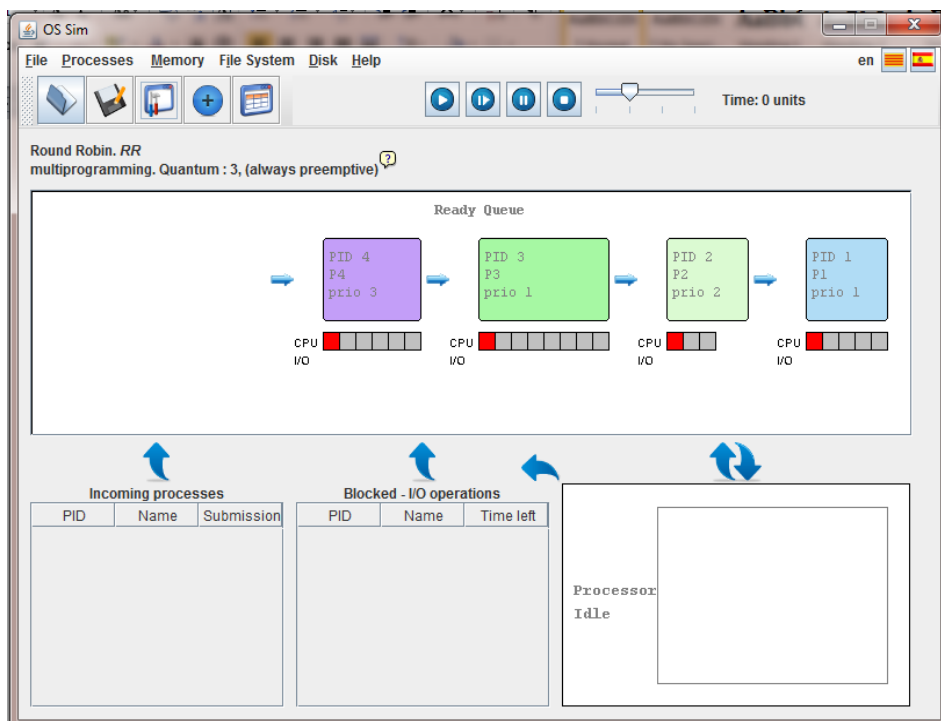 OS Sim
File Processes Memory File System Disk Help
en
Time: 0 units
Round Robin. RR
multiprogramming. Quantum : 3, (always preemptive)
?
Ready Queue
PID 4
P4
prio 3
CPU
I/O
PID 3
P3
prio 1
CPU
I/O
PID 2
P2
prio 2
CPU
I/O
PID 1
P1
prio 1
CPU
I/O
Incoming processes
PID Name Submission
Blocked - I/O operations
PID Name Time left
Processor
Idle